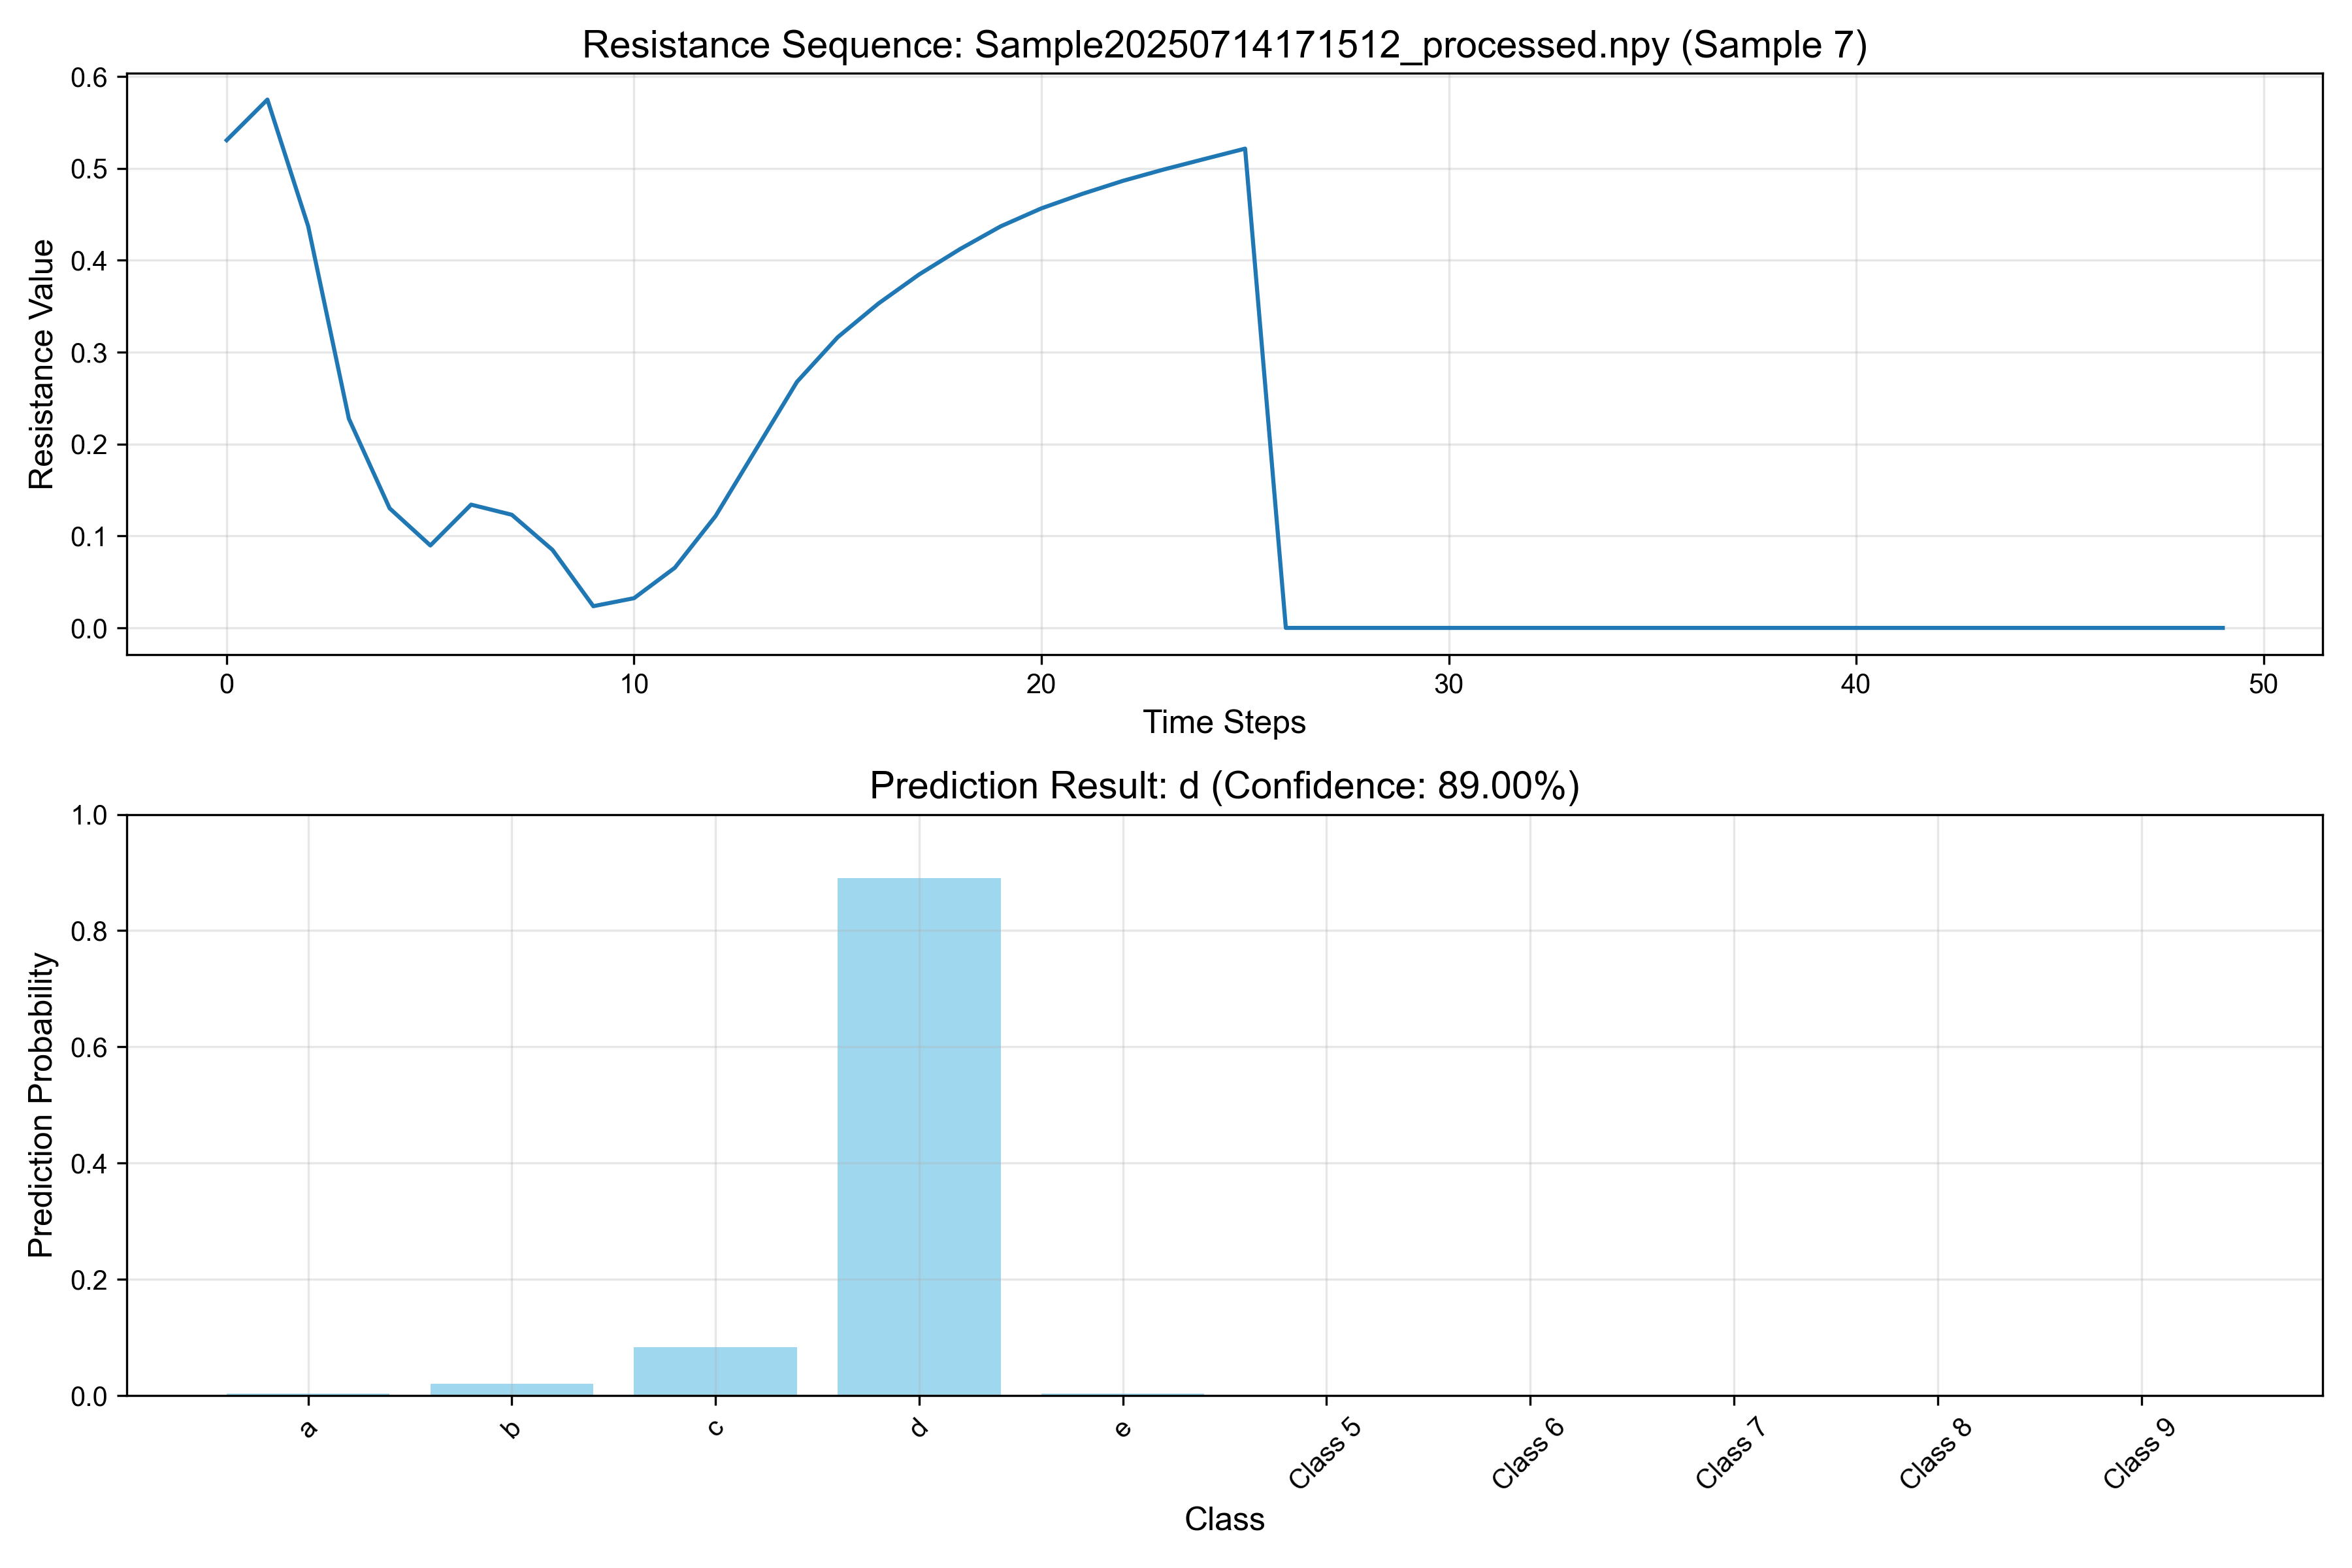 Resistance Sequence: Sample20250714171512_processed.npy (Sample 7)
Resistance Value
0.6
0.5
0.4
0.3
0.2
0.1
0.0
0 10 20 30 40 50
Time Steps
Prediction Result: d (Confidence: 89.00%)
Prediction Probability
1.0
0.8
0.6
0.4
0.2
0.0
a b c d e Class 5 Class 6 Class 7 Class 8 Class 9
Class